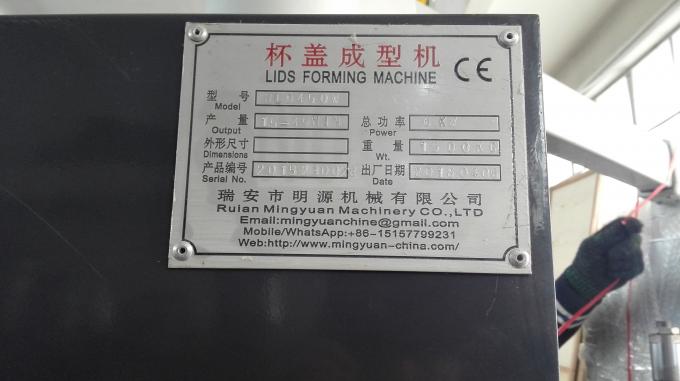 杯盖成型机
LIDS FORMING MACHINE CE
型号 Model
产量 Output 总功率 Power 4KW
外形尺寸 Dimensions 重量 Wt. 1500KG
产品编号 Serial No. 出厂日期 Date
瑞安市明源机械有限公司
Ruian Mingyuan Machinery CO.,LTD
Email:mingyuanchine@gmail.com
Mobile/WhatsApp:+86-15157799231
Web:http://www.mingyuan-china.com/